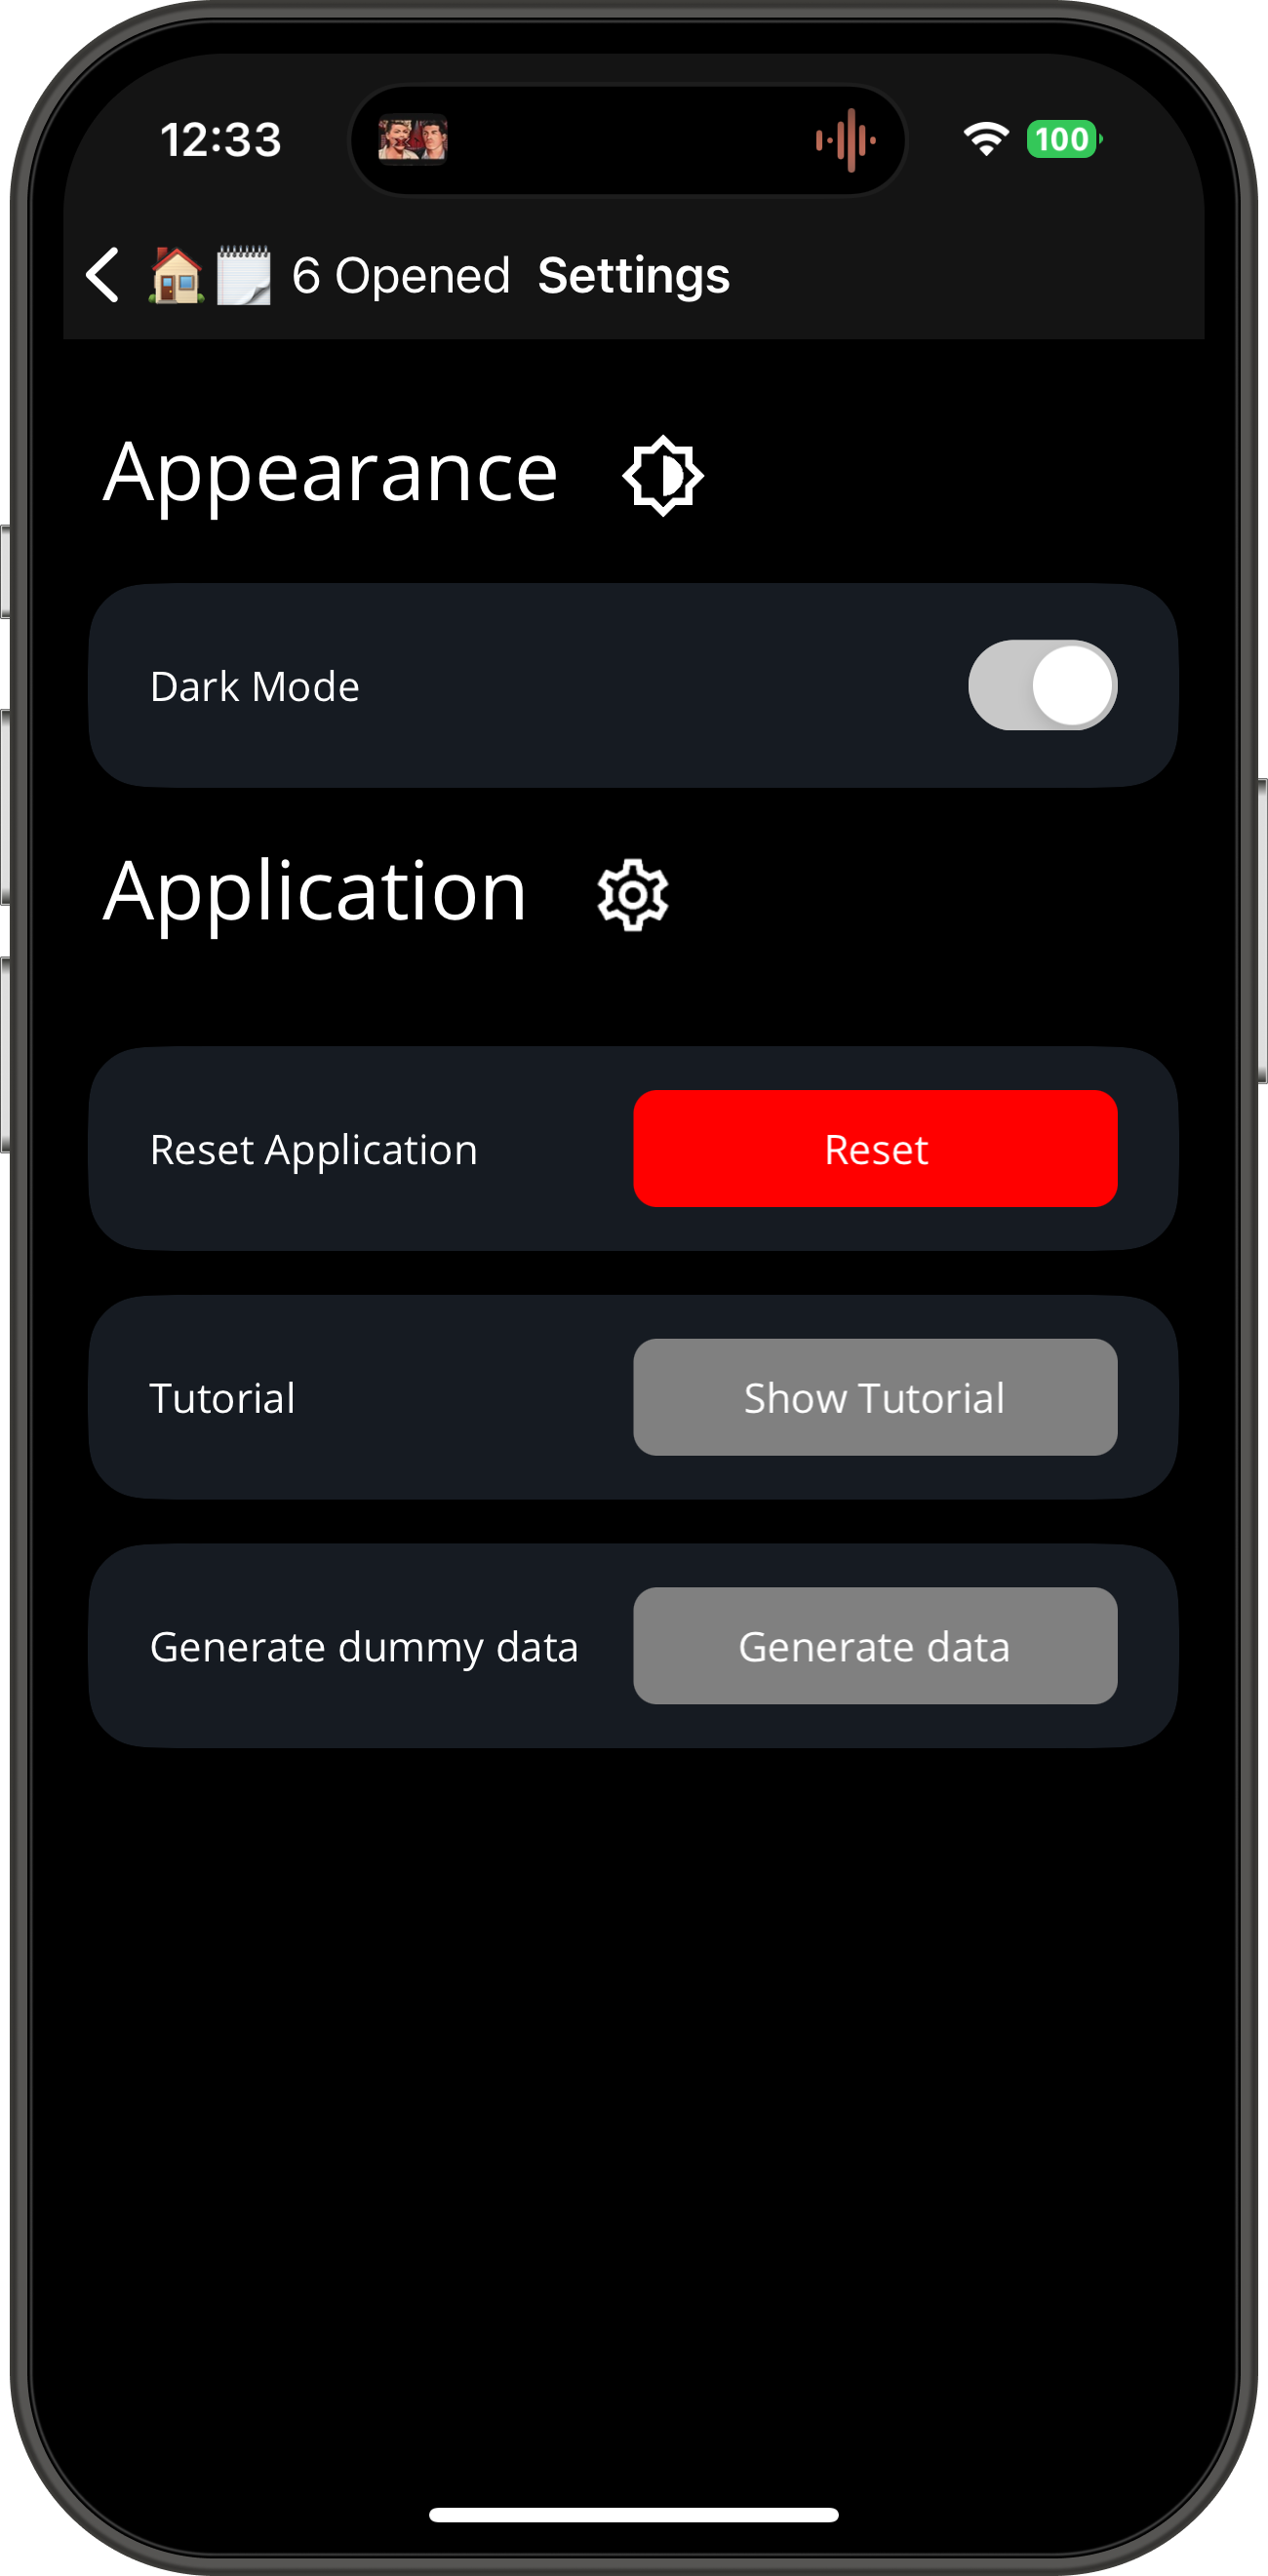 12:33
100
6 Opened Settings
Appearance
Dark Mode
Application
Reset Application
Reset
Tutorial
Show Tutorial
Generate dummy data
Generate data